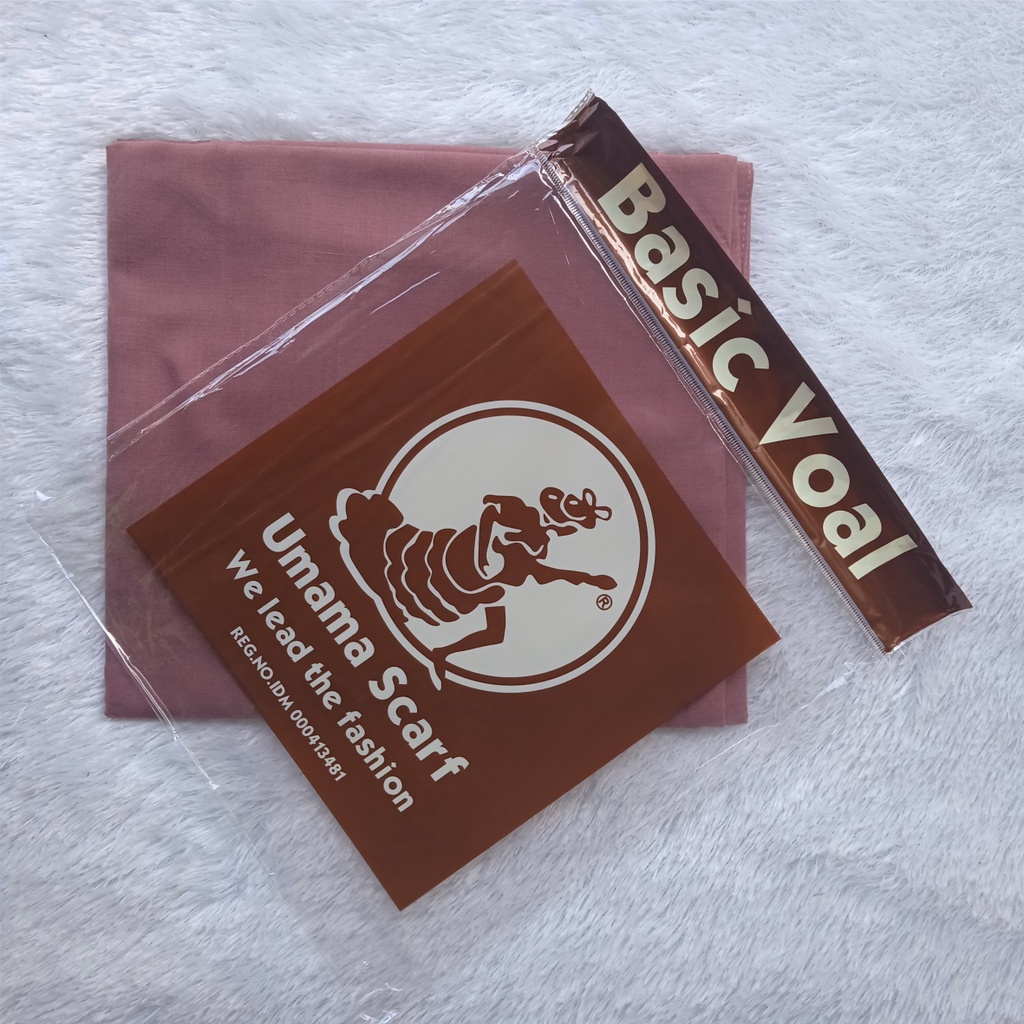 Basic Voal
®
Umama Scarf
We lead the fashion
REG.NO.IDM 000413481